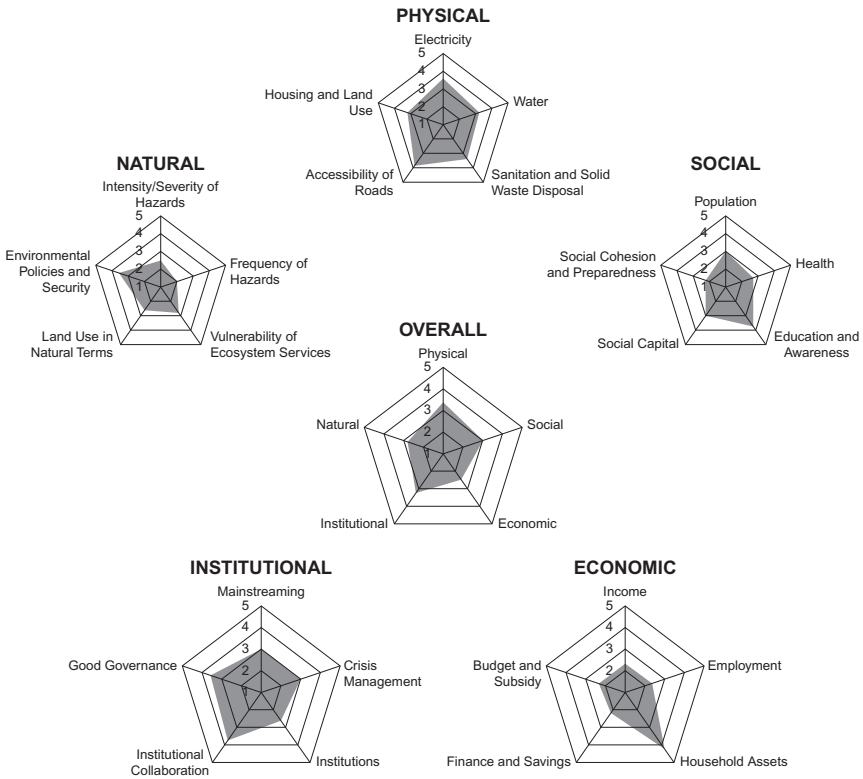 PHYSICAL
Electricity
5
4
3
2
1
Housing and Land
Use
Water
Accessibility of
Roads
Sanitation and Solid
Waste Disposal
NATURAL
Intensity/Severity of
Hazards
5
4
3
2
1
Environmental
Policies and
Security
Frequency of
Hazards
Land Use in
Natural Terms
Vulnerability of
Ecosystem Services
SOCIAL
Population
5
4
3
2
1
Social Cohesion
and Preparedness
Health
Social Capital
Education and
Awareness
OVERALL
Physical
5
4
3
2
1
Natural
Social
Institutional
Economic
INSTITUTIONAL
Mainstreaming
5
4
3
2
1
Good Governance
Crisis
Management
Institutional
Collaboration
Institutions
ECONOMIC
Income
5
4
3
2
1
Budget and
Subsidy
Employment
Finance and Savings
Household Assets